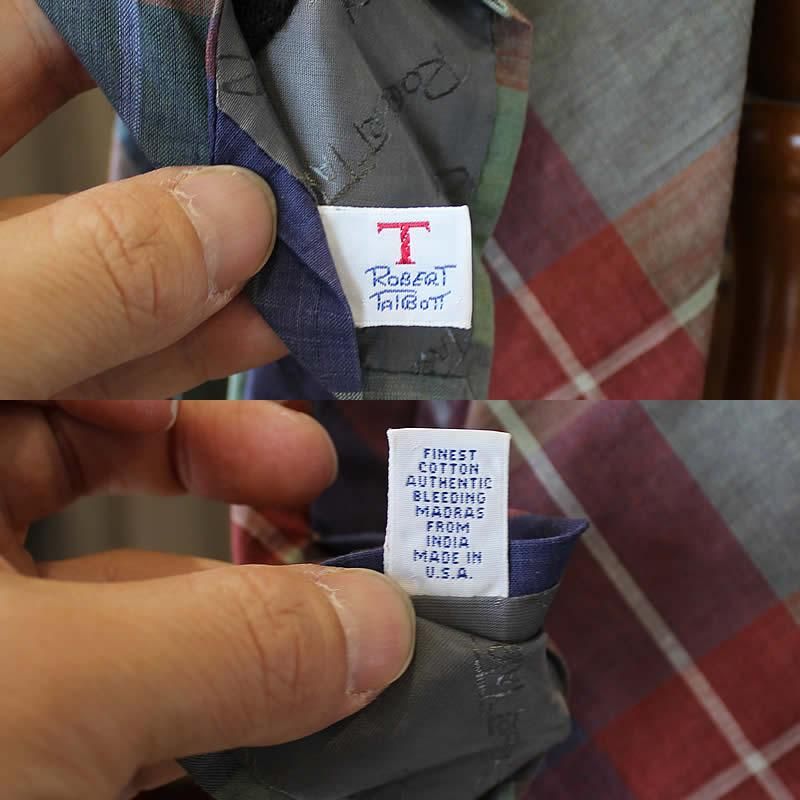 T
ROBERT
TALBOTT
FINEST
COTTON
AUTHENTIC
BLEEDING
MADRAS
FROM
INDIA
MADE IN
U.S.A.